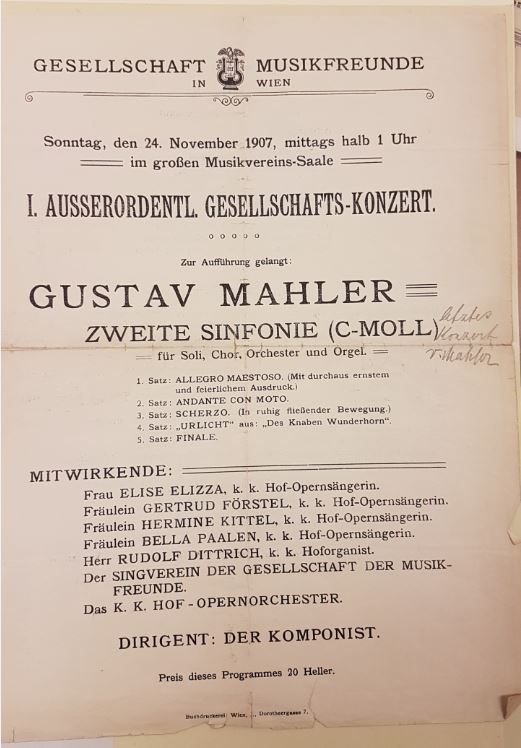 GESELLSCHAFT MUSIKFREUNDE
IN WIEN
Sonntag, den 24. November 1907, mittags halb 1 Uhr
im großen Musikvereins-Saale
I. AUSSERORDENTL. GESELLSCHAFTS-KONZERT.
Zur Aufführung gelangt:
GUSTAV MAHLER
ZWEITE SINFONIE (C-MOLL)
letztes
Konzert
v. Mahler
für Soli, Chor, Orchester und Orgel.
1. Satz: ALLEGRO MAESTOSO. (Mit durchaus ernstem
und feierlichem Ausdruck.)
2. Satz: ANDANTE CON MOTO.
3. Satz: SCHERZO. (In ruhig fließender Bewegung.)
4. Satz: „URLICHT" aus: „Des Knaben Wunderhorn".
5. Satz: FINALE.
MITWIRKENDE:
Frau ELISE ELIZZA, k. k. Hof-Opernsängerin.
Fräulein GERTRUD FÖRSTEL, k. k. Hof-Opernsängerin.
Fräulein HERMINE KITTEL, k. k. Hof-Opernsängerin.
Fräulein BELLA PAALEN, k. k. Hof-Opernsängerin.
Herr RUDOLF DITTRICH, k. k. Hoforganist.
Der SINGVEREIN DER GESELLSCHAFT DER MUSIK-
FREUNDE.
Das K. K. HOF-OPERNORCHESTER.
DIRIGENT: DER KOMPONIST.
Preis dieses Programmes 20 Heller.
Buchdruckerei: Wien, I., Dorotheergasse 7.